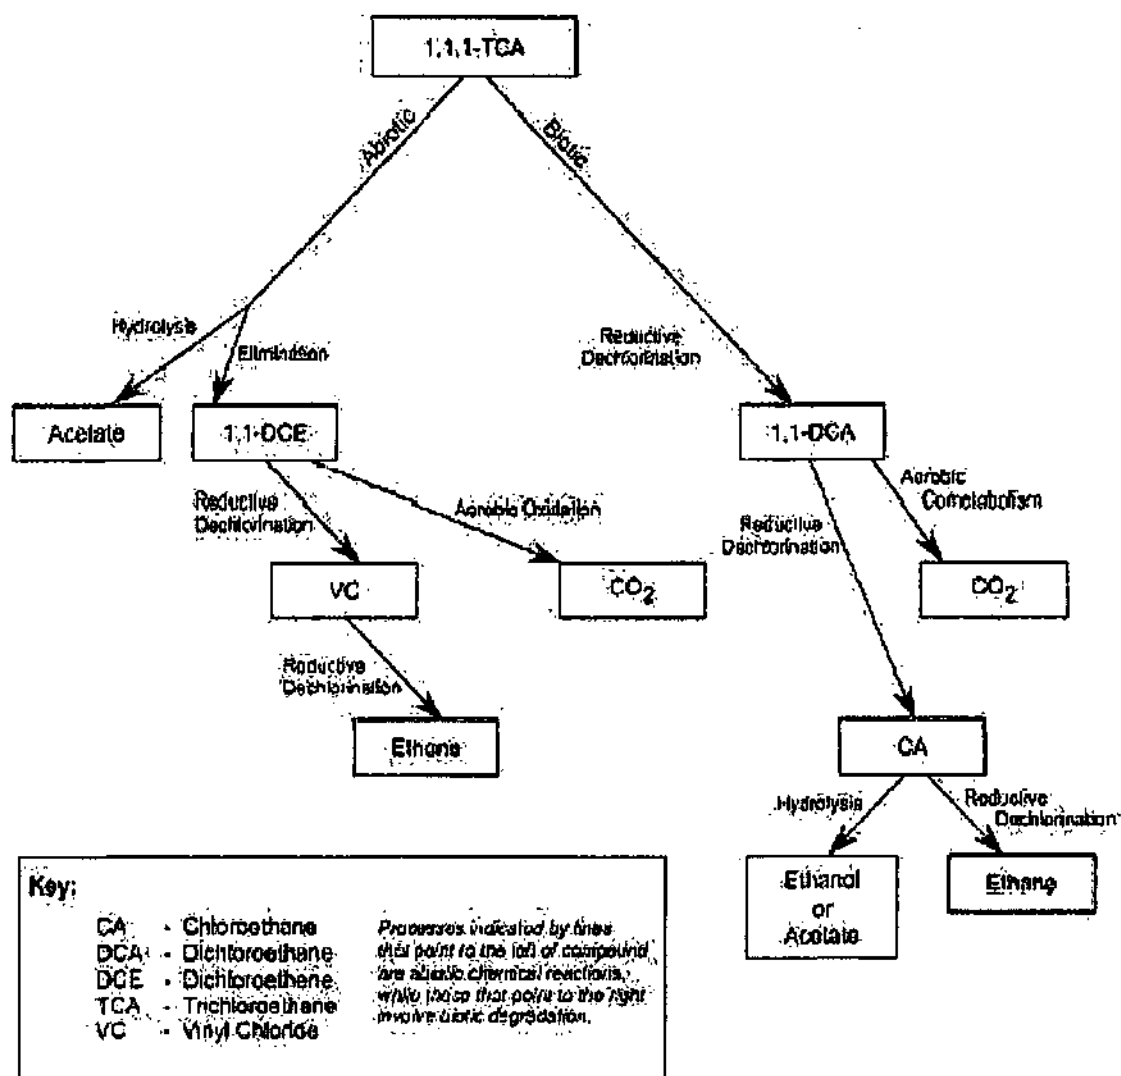 1,1,1-TCA
Abiotic
Biotic
Hydrolysis
Elimination
Reductive
Dechlorination
Acetate
1,1-DCE
1,1-DCA
Reductive
Dechlorination
Aerobic Oxidation
Reductive
Dechlorination
Aerobic
Cometabolism
VC
CO2
CO2
Reductive
Dechlorination
Ethane
CA
Hydrolysis
Reductive
Dechlorination
Ethanol
or
Acetate
Ethane
Key:
CA - Chloroethane
DCA - Dichloroethane
DCE - Dichloroethene
TCA - Trichloroethane
VC - Vinyl Chloride
Processes indicated by lines
that point to the left of compound
are abiotic chemical reactions,
while those that point to the right
involve biotic degradation.